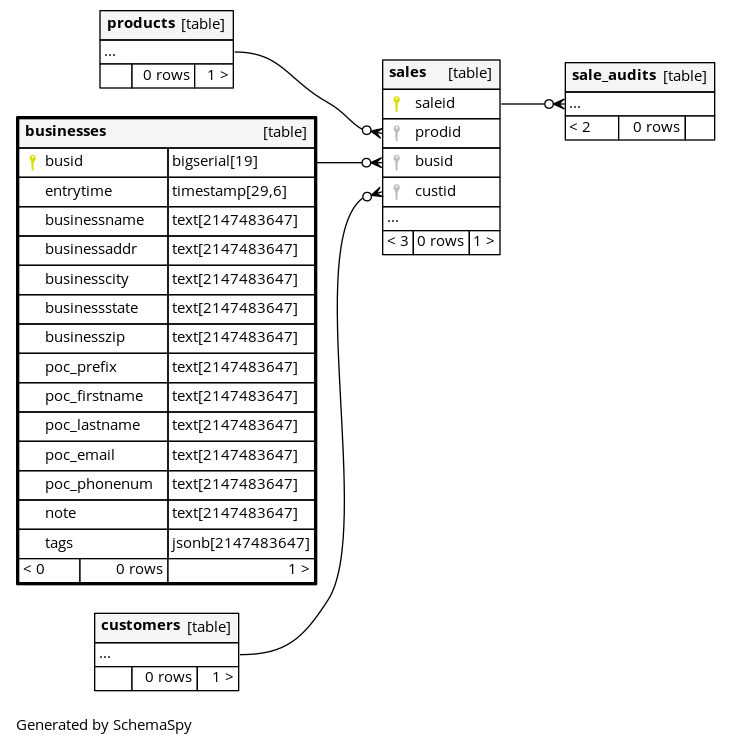 products [table]
...
0 rows 1 >
businesses [table]
busid bigserial[19]
entrytime timestamp[29,6]
businessname text[2147483647]
businessaddr text[2147483647]
businesscity text[2147483647]
businessstate text[2147483647]
businesszip text[2147483647]
poc_prefix text[2147483647]
poc_firstname text[2147483647]
poc_lastname text[2147483647]
poc_email text[2147483647]
poc_phonenum text[2147483647]
note text[2147483647]
tags jsonb[2147483647]
< 0 0 rows 1 >
customers [table]
...
0 rows 1 >
sales [table]
saleid
prodid
busid
custid
...
< 3 0 rows 1 >
sale_audits [table]
...
< 2 0 rows
Generated by SchemaSpy